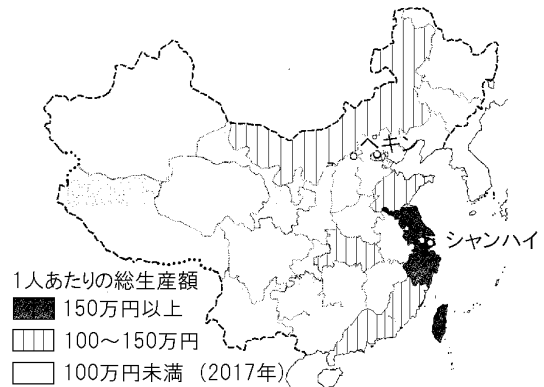 ペキン
シャンハイ
1人あたりの総生産額
150万円以上
100〜150万円
100万円未満 (2017年)